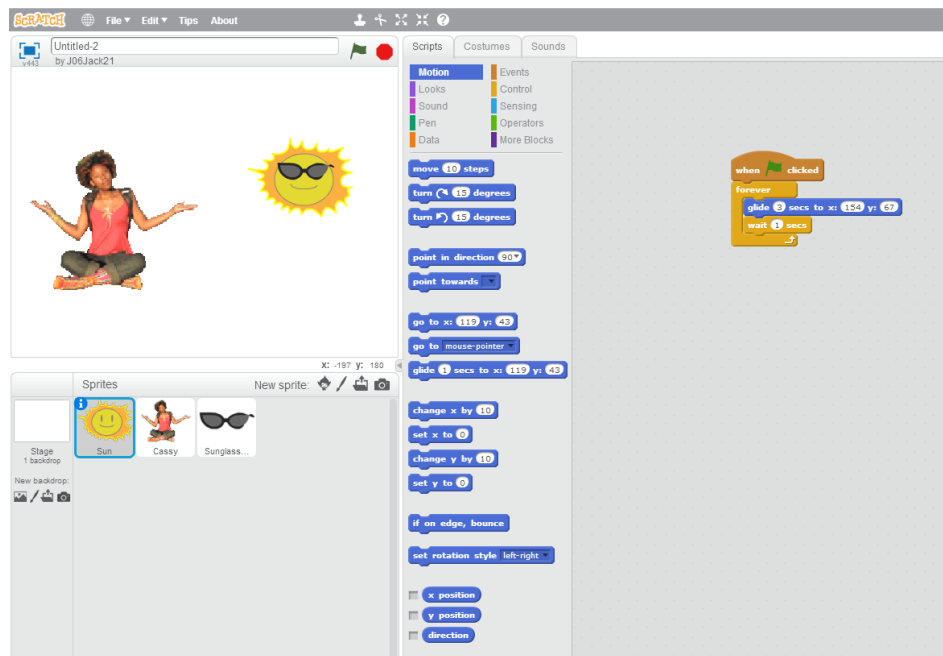 SCRATCH File Edit Tips About
Untitled-2
v443 by J06Jack21
Scripts Costumes Sounds
Motion Events
Looks Control
Sound Sensing
Pen Operators
Data More Blocks
move 10 steps
turn 15 degrees
turn 15 degrees
point in direction 90
point towards
go to x: 119 y: 43
go to mouse-pointer
glide 1 secs to x: 119 y: 43
change x by 10
set x to 0
change y by 10
set y to 0
if on edge, bounce
set rotation style left-right
x position
y position
direction
when clicked
forever
glide 3 secs to x: 154 y: 67
wait 1 secs
X: -197 Y: 180
Sprites New sprite:
Stage
1 backdrop
New backdrop:
Sun Cassy Sunglass...